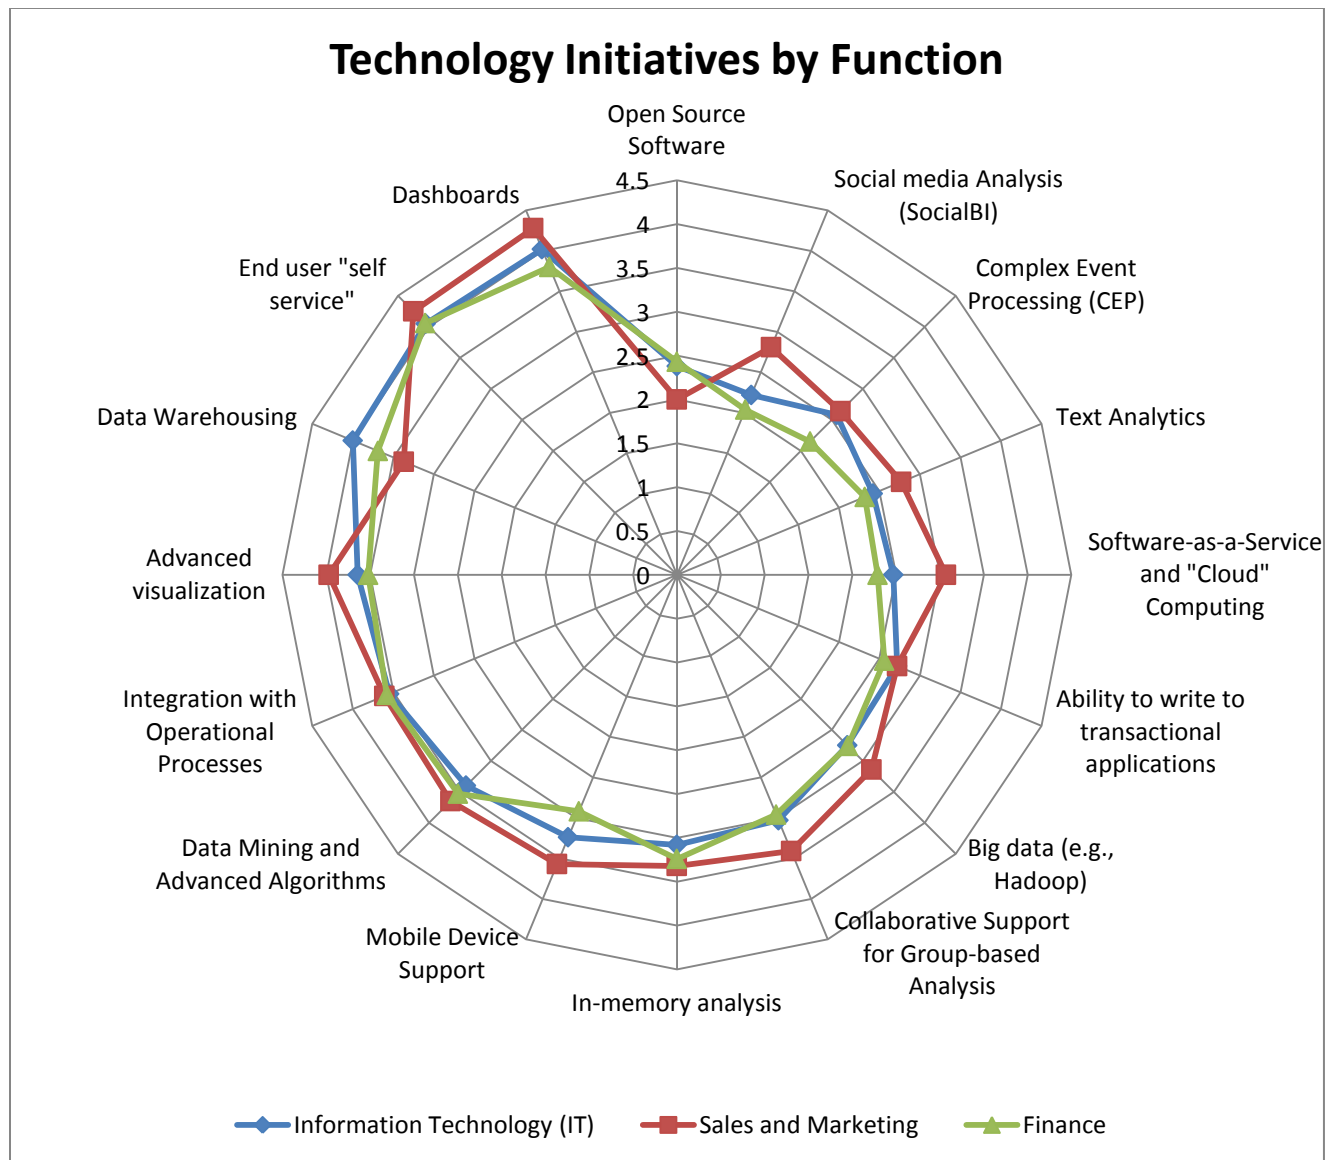 Technology Initiatives by Function
Open Source
Software
Social media Analysis
(SocialBI)
Complex Event
Processing (CEP)
Text Analytics
Software-as-a-Service
and "Cloud"
Computing
Ability to write to
transactional
applications
Big data (e.g.,
Hadoop)
Collaborative Support
for Group-based
Analysis
In-memory analysis
Mobile Device
Support
Data Mining and
Advanced Algorithms
Integration with
Operational
Processes
Advanced
visualization
Data Warehousing
End user "self
service"
Dashboards
4.5
4
3.5
3
2.5
2
1.5
1
0.5
0
Information Technology (IT)
Sales and Marketing
Finance